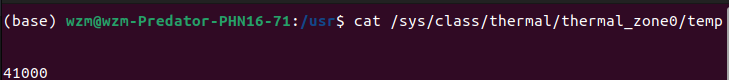 (base) wzm@wzm-Predator-PHN16-71:/usr$ cat /sys/class/thermal/thermal_zone0/temp
41000